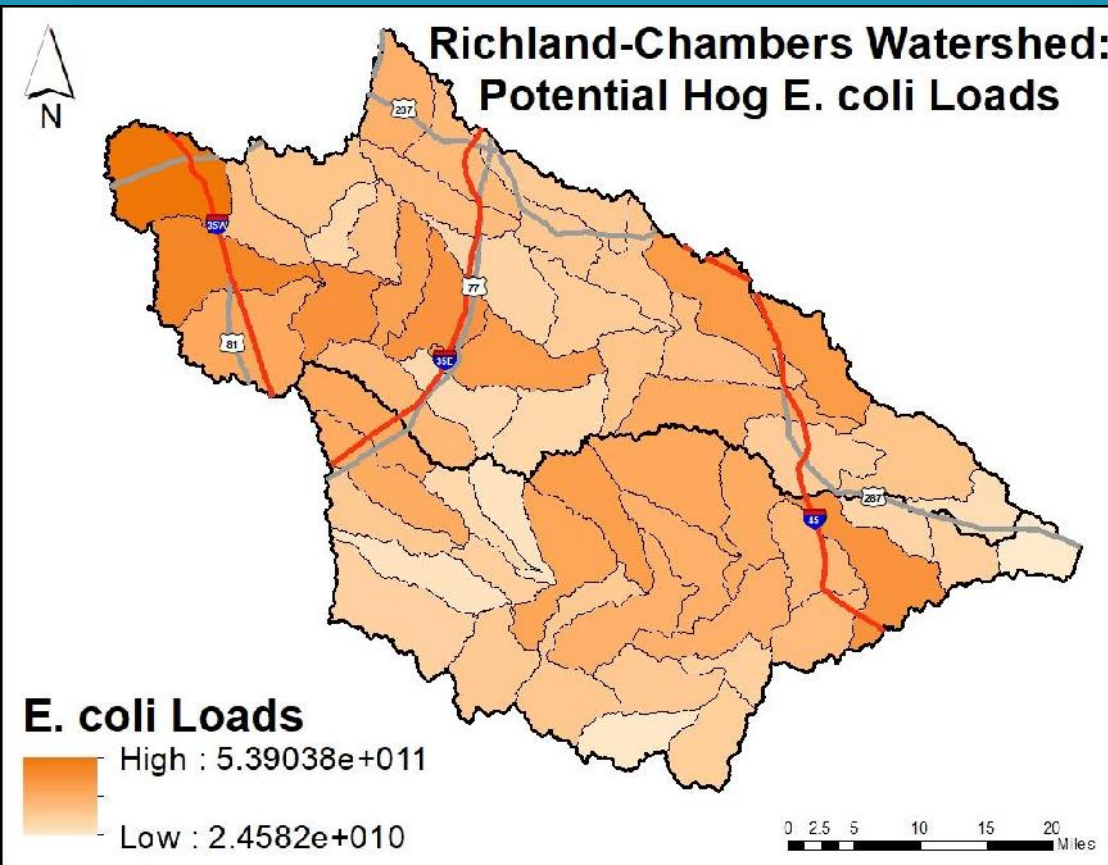 Richland-Chambers Watershed:
Potential Hog E. coli Loads
N
287
35W
77
81
35E
287
45
E. coli Loads
High : 5.39038e+011
Low : 2.4582e+010
0 2.5 5 10 15 20
Miles